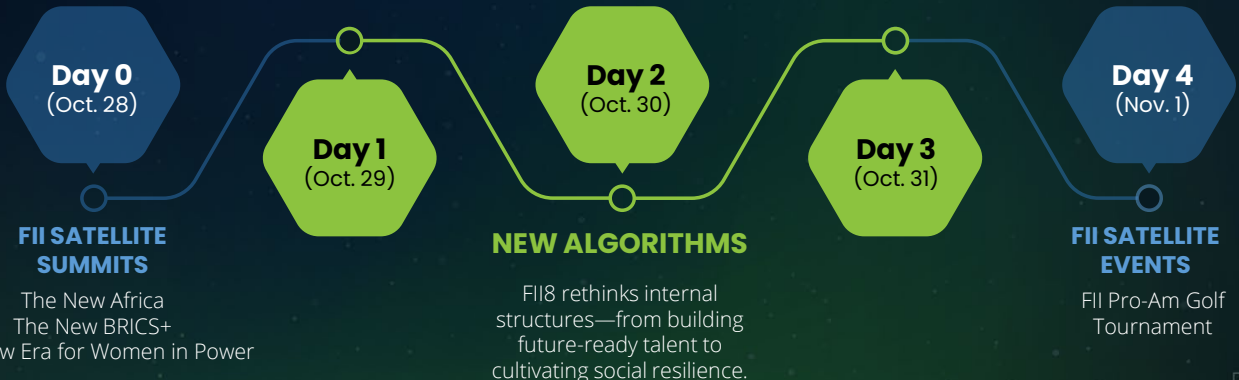 Day 0
(Oct. 28)
FII SATELLITE
SUMMITS
The New Africa
The New BRICS+
Era for Women in Power
Day 1
(Oct. 29)
Day 2
(Oct. 30)
NEW ALGORITHMS
FII8 rethinks internal
structures—from building
future-ready talent to
cultivating social resilience.
Day 3
(Oct. 31)
Day 4
(Nov. 1)
FII SATELLITE
EVENTS
FII Pro-Am Golf
Tournament